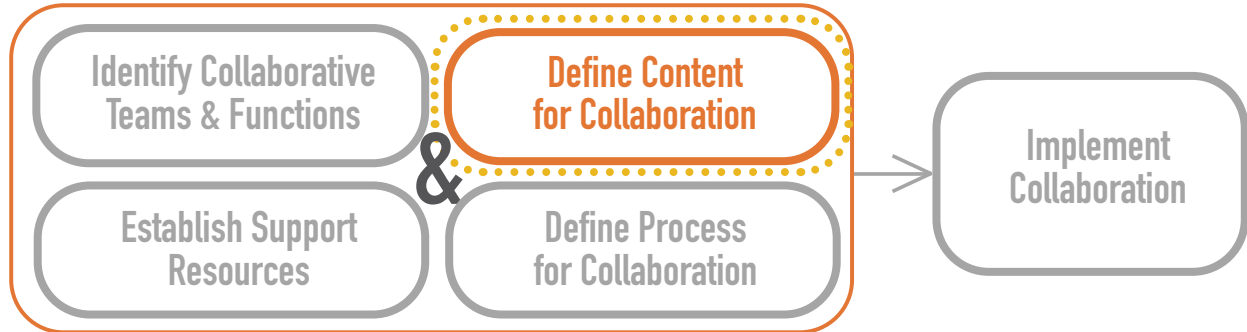 Identify Collaborative
Teams & Functions
Define Content
for Collaboration
&
Establish Support
Resources
Define Process
for Collaboration
Implement
Collaboration